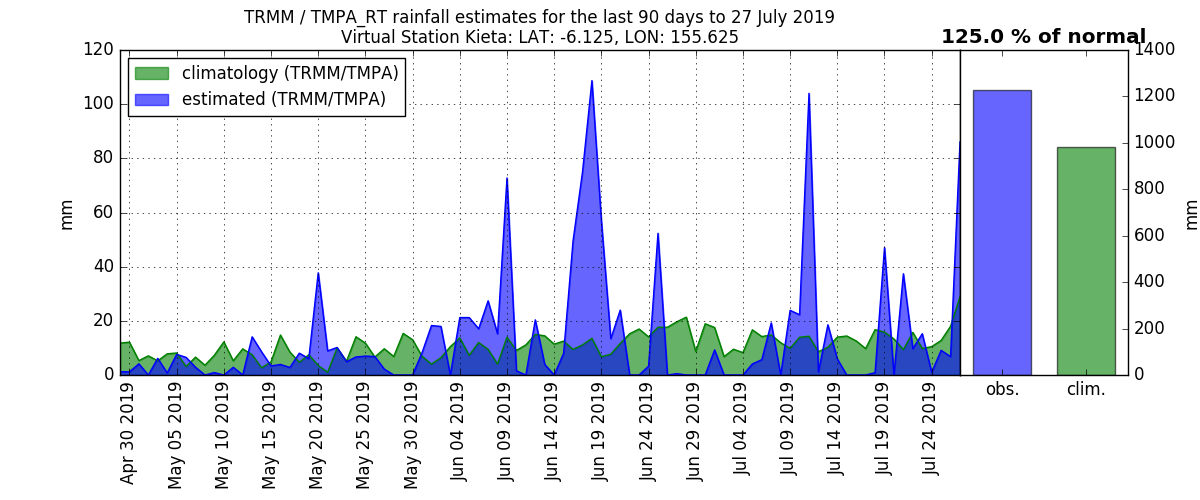 TRMM / TMPA_RT rainfall estimates for the last 90 days to 27 July 2019
Virtual Station Kieta: LAT: -6.125, LON: 155.625
125.0 % of normal
climatology (TRMM/TMPA)
estimated (TRMM/TMPA)
mm
120
100
80
60
40
20
0
Apr 30 2019
May 05 2019
May 10 2019
May 15 2019
May 20 2019
May 25 2019
May 30 2019
Jun 04 2019
Jun 09 2019
Jun 14 2019
Jun 19 2019
Jun 24 2019
Jun 29 2019
Jul 04 2019
Jul 09 2019
Jul 14 2019
Jul 19 2019
Jul 24 2019
1400
1200
1000
800
600
400
200
0
mm
obs.
clim.